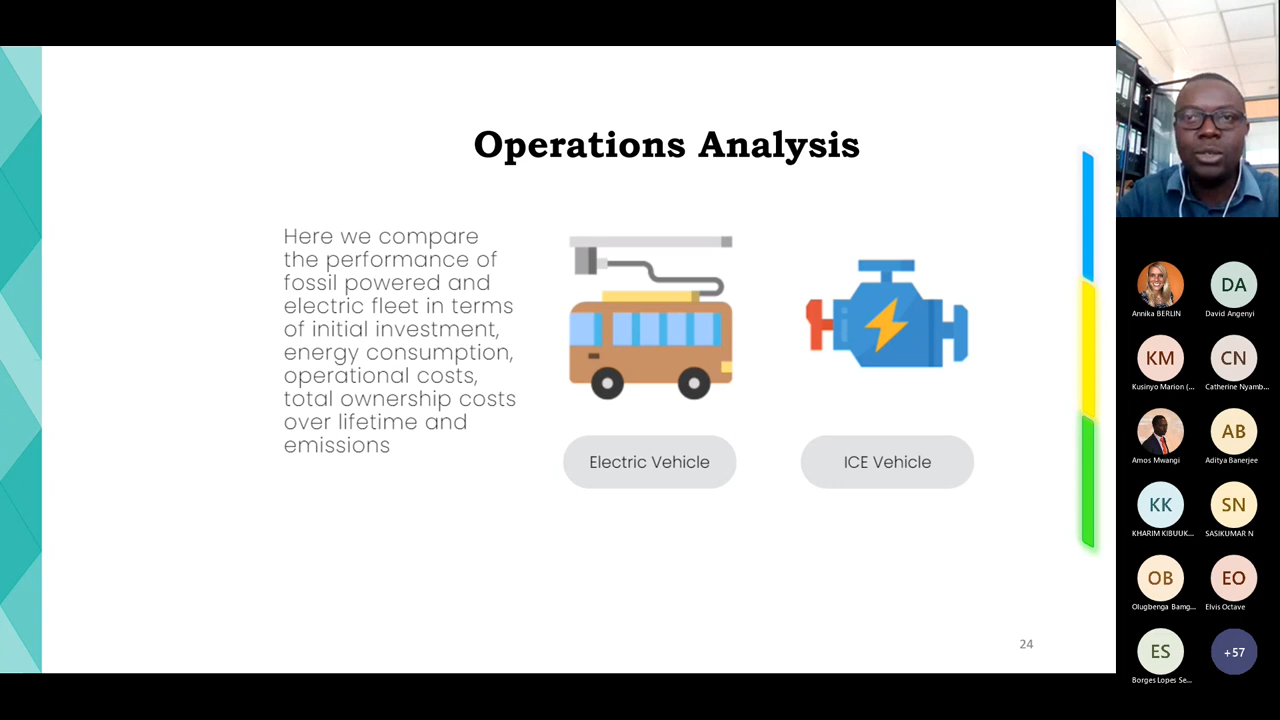 Operations Analysis
Here we compare
the performance of
fossil powered and
electric fleet in terms
of initial investment,
energy consumption,
operational costs,
total ownership costs
over lifetime and
emissions
Electric Vehicle
ICE Vehicle
24
Annika BERLIN
DA
David Angenyi
KM
Kusinyo Marion (...
CN
Catherine Nyamb...
Amos Mwangi
AB
Aditya Banerjee
KK
KHARIM KIBUUK...
SN
SASIKUMAR N
OB
Olugbenga Bamg...
EO
Elvis Octave
ES
Borges Lopes Se...
+57